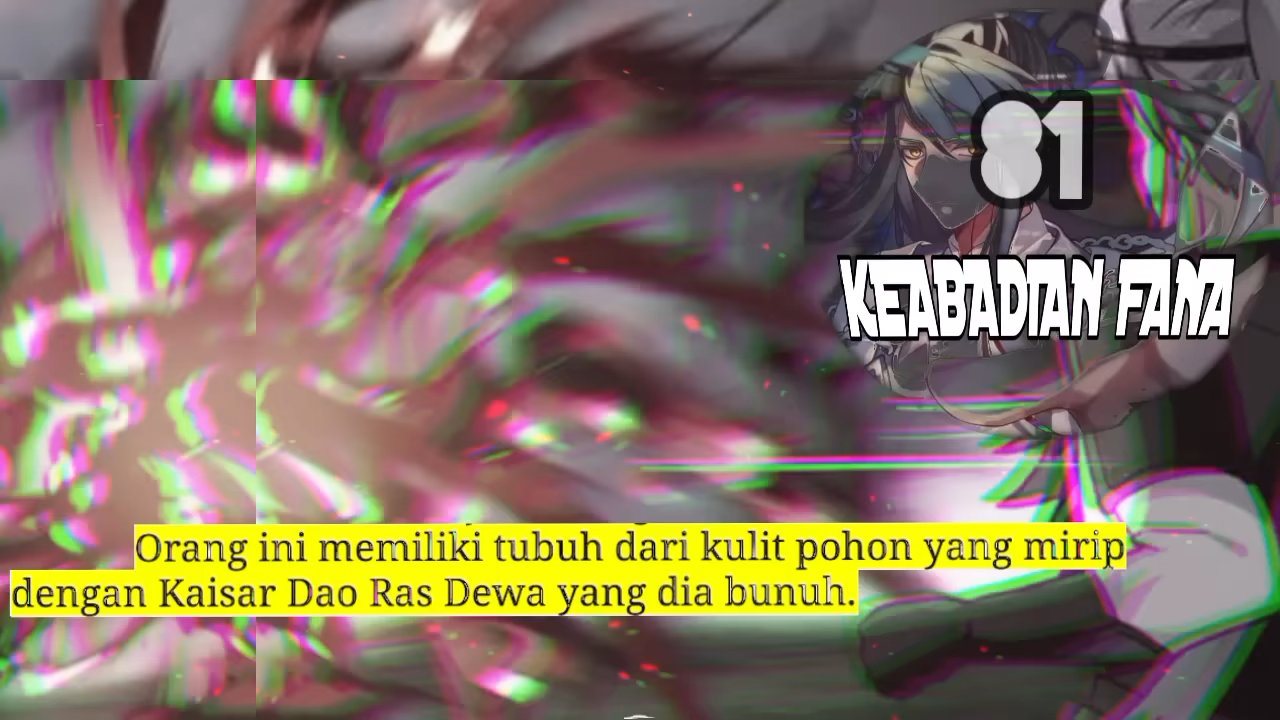 81
KEABADIAN FANA
Orang ini memiliki tubuh dari kulit pohon yang mirip
dengan Kaisar Dao Ras Dewa yang dia bunuh.